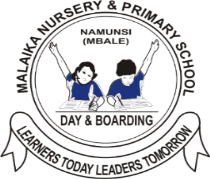 MALAIKA NURSERY & PRIMARY SCHOOL
NAMUNSI
(MBALE)
DAY & BOARDING
LEARNERS TODAY LEADERS TOMORROW